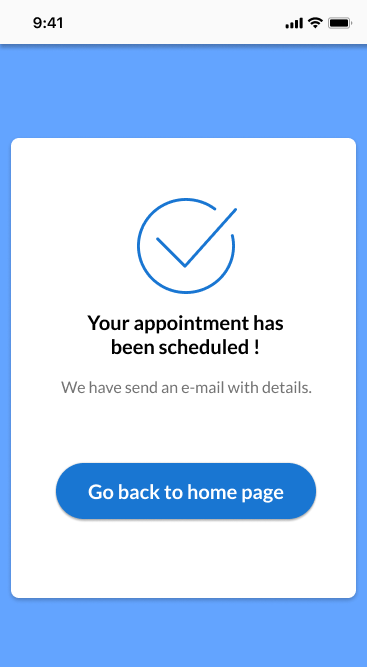 9:41
Your appointment has
been scheduled !
We have send an e-mail with details.
Go back to home page